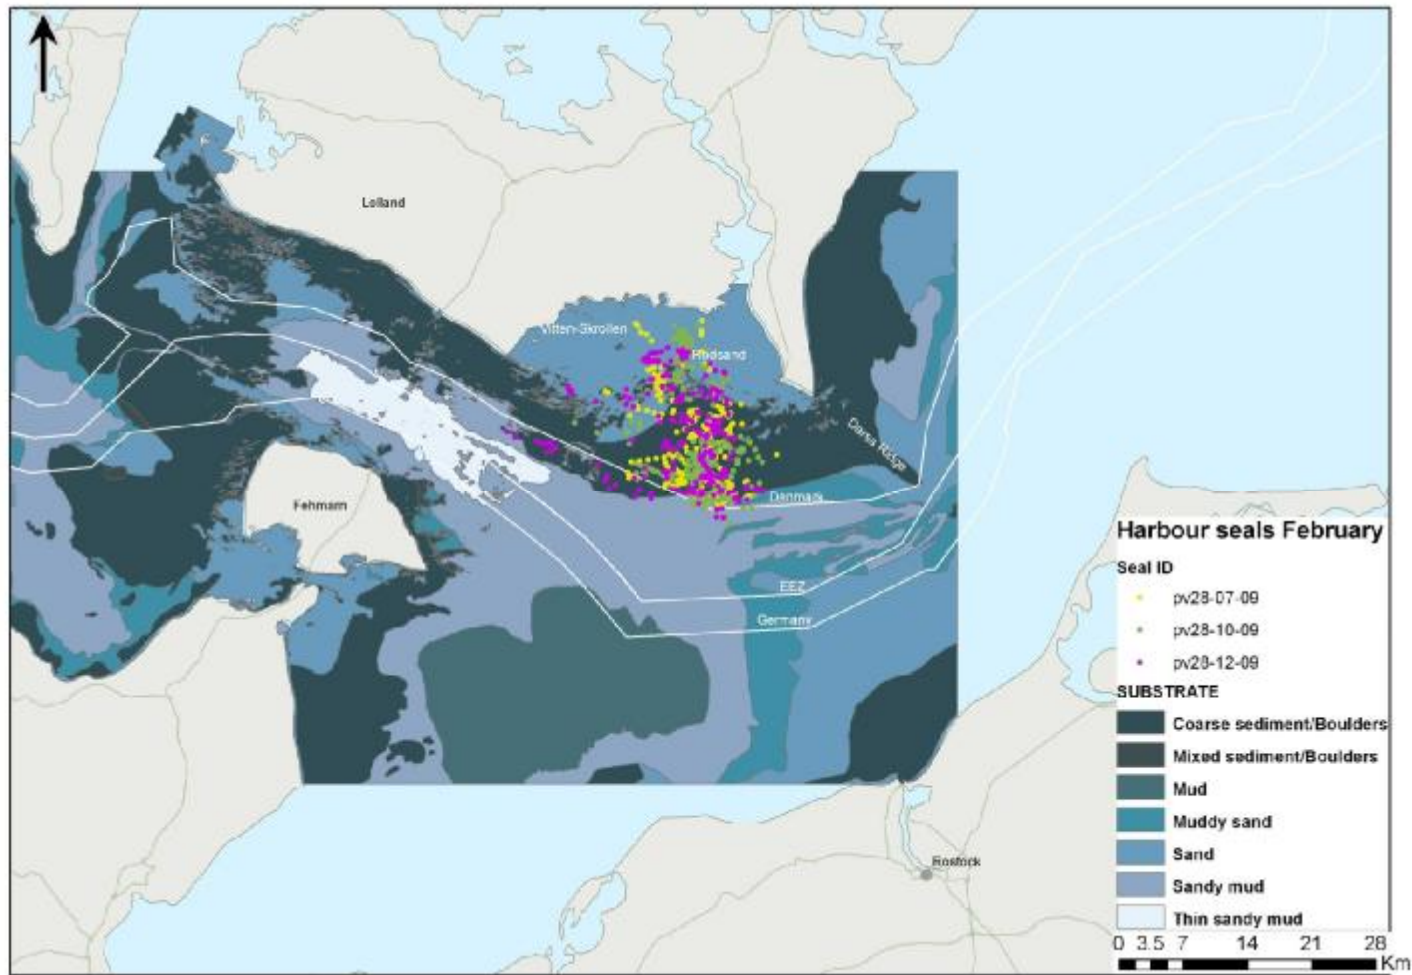 Lolland
Vitten-Skrollen
Rødsand
Darss Ridge
Fehmarn
Denmark
EEZ
Germany
Rostock
Harbour seals February
Seal ID
pv28-07-09
pv28-10-09
pv28-12-09
SUBSTRATE
Coarse sediment/Boulders
Mixed sediment/Boulders
Mud
Muddy sand
Sand
Sandy mud
Thin sandy mud
0 3.5 7 14 21 28
Km